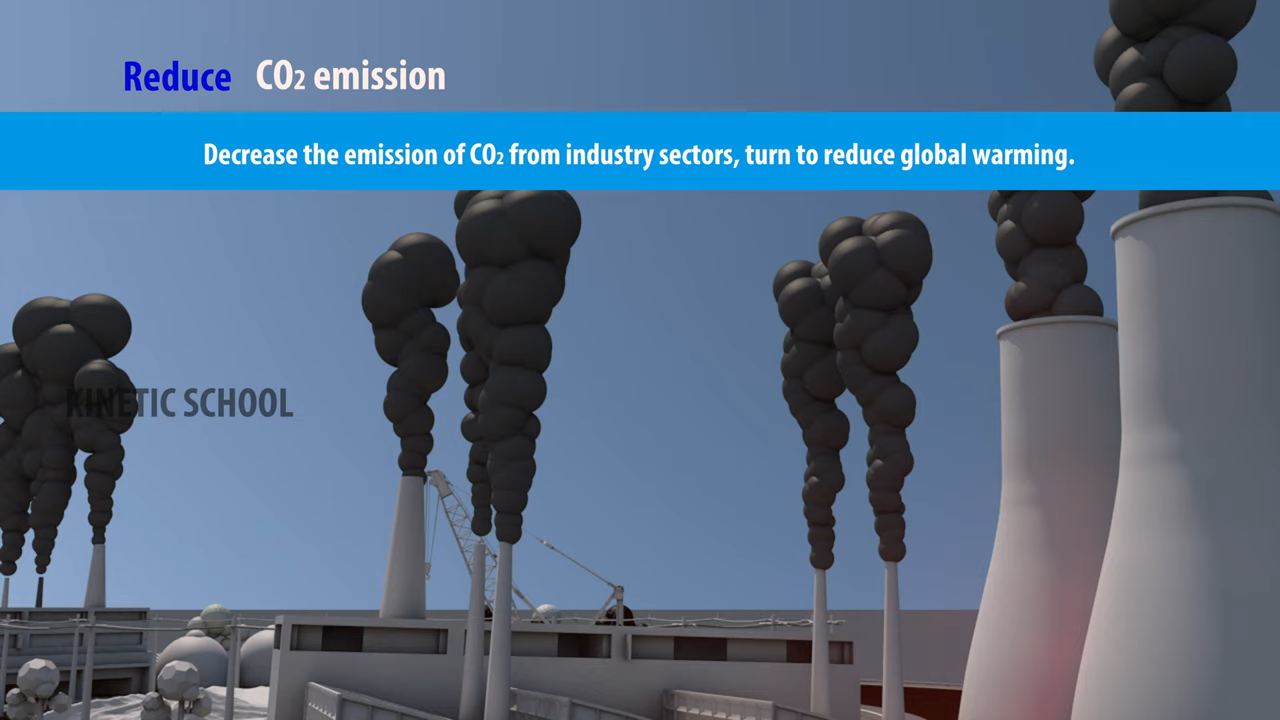 Reduce CO₂ emission
Decrease the emission of CO₂ from industry sectors, turn to reduce global warming.
KINETIC SCHOOL